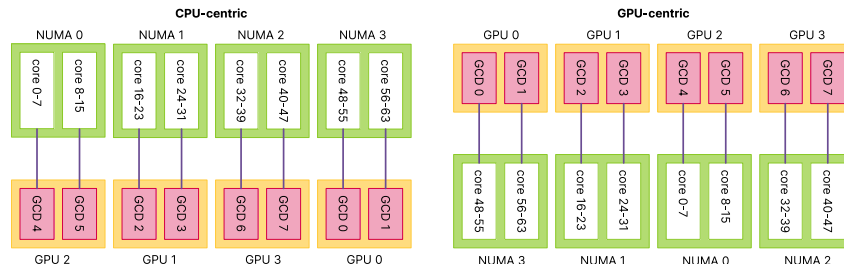 CPU-centric
NUMA 0 NUMA 1 NUMA 2 NUMA 3
core 0-7 core 8-15 core 16-23 core 24-31 core 32-39 core 40-47 core 48-55 core 56-63
GCD 4 GCD 5 GCD 2 GCD 3 GCD 6 GCD 7 GCD 0 GCD 1
GPU 2 GPU 1 GPU 3 GPU 0
GPU-centric
GPU 0 GPU 1 GPU 2 GPU 3
GCD 0 GCD 1 GCD 2 GCD 3 GCD 4 GCD 5 GCD 6 GCD 7
core 48-55 core 56-63 core 16-23 core 24-31 core 0-7 core 8-15 core 32-39 core 40-47
NUMA 3 NUMA 1 NUMA 0 NUMA 2